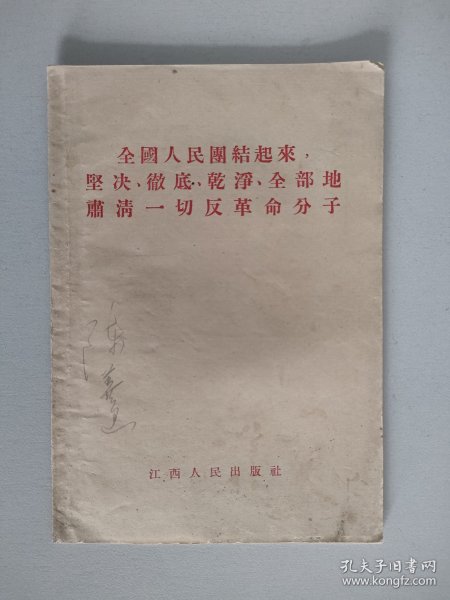 全國人民團結起來，
堅决、徹底、乾淨、全部地
肅清一切反革命分子
江西人民出版社
孔夫子旧书网
www.kongfz.com